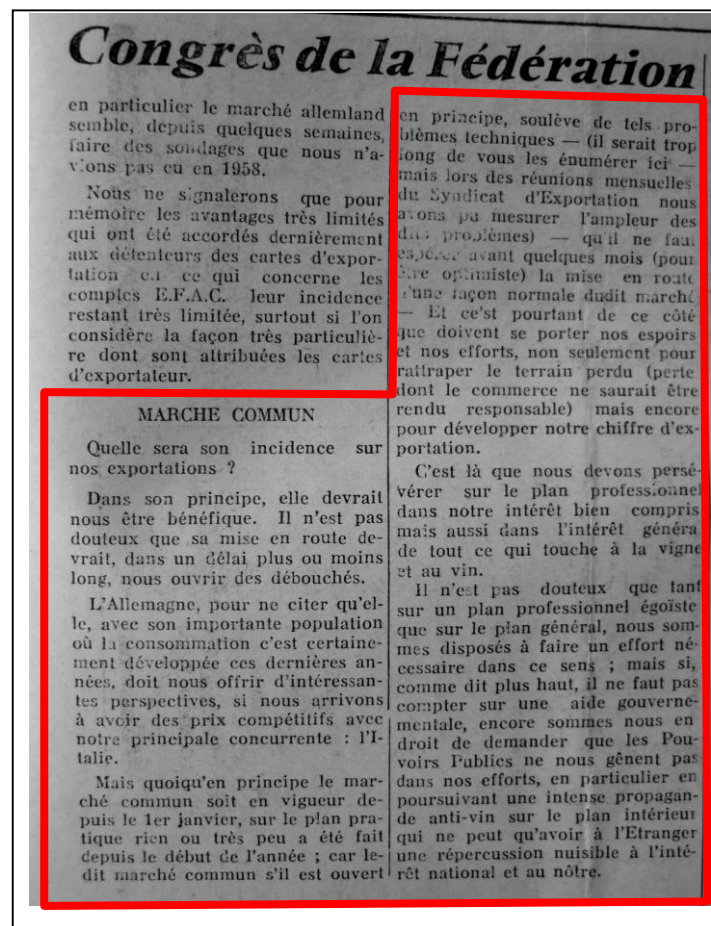 Congrès de la Fédération
en particulier le marché allemland
semble, depuis quelques semaines,
faire des sondages que nous n'a-
vions pas eu en 1958.
Nous ne signalerons que pour
mémoire les avantages très limités
qui ont été accordés dernièrement
aux détenteurs des cartes d'expor-
tation en ce qui concerne les
comptes E.F.A.C. leur incidence
restant très limitée, surtout si l'on
considère la façon très particuliè-
re dont sont attribuées les cartes
d'exportateur.
MARCHE COMMUN
Quelle sera son incidence sur
nos exportations ?
Dans son principe, elle devrait
nous être bénéfique. Il n'est pas
douteux que sa mise en route de-
vrait, dans un délai plus ou moins
long, nous ouvrir des débouchés.
L'Allemagne, pour ne citer qu'el-
le, avec son importante population
où la consommation c'est certaine-
ment développée ces dernières an-
nées, doit nous offrir d'intéressan-
tes perspectives, si nous arrivons
à avoir des prix compétitifs avec
notre principale concurrente : l'I-
talie.
Mais quoiqu'en principe le mar-
ché commun soit en vigueur de-
puis le 1er janvier, sur le plan pra-
tique rien ou très peu a été fait
depuis le début de l'année ; car le-
dit marché commun s'il est ouvert
en principe, soulève de tels pro-
blèmes techniques — (il serait trop
long de vous les énumérer ici —
mais lors des réunions mensuelles
du Syndicat d'Exportation nous
avons pu mesurer l'ampleur des
dits problèmes) — qu'il ne faut
espérer avant quelques mois (pour
être optimiste) la mise en route
d'une façon normale dudit marché
— Et ce'st pourtant de ce côté
que doivent se porter nos espoirs
et nos efforts, non seulement pour
rattraper le terrain perdu (perte
dont le commerce ne saurait être
rendu responsable) mais encore
pour développer notre chiffre d'ex-
portation.
C'est là que nous devons persé-
vérer sur le plan professionnel
dans notre intérêt bien compris
mais aussi dans l'intérêt généra
de tout ce qui touche à la vigne
et au vin.
Il n'est pas douteux que tant
sur un plan professionnel égoïste
que sur le plan général, nous som-
mes disposés à faire un effort né-
cessaire dans ce sens ; mais si,
comme dit plus haut, il ne faut pas
compter sur une aide gouverne-
mentale, encore sommes nous en
droit de demander que les Pou-
voirs Publics ne nous gênent pas
dans nos efforts, en particulier en
poursuivant une intense propagan-
de anti-vin sur le plan intérieur
qui ne peut qu'avoir à l'Etranger
une répercussion nuisible à l'inté-
rêt national et au nôtre.